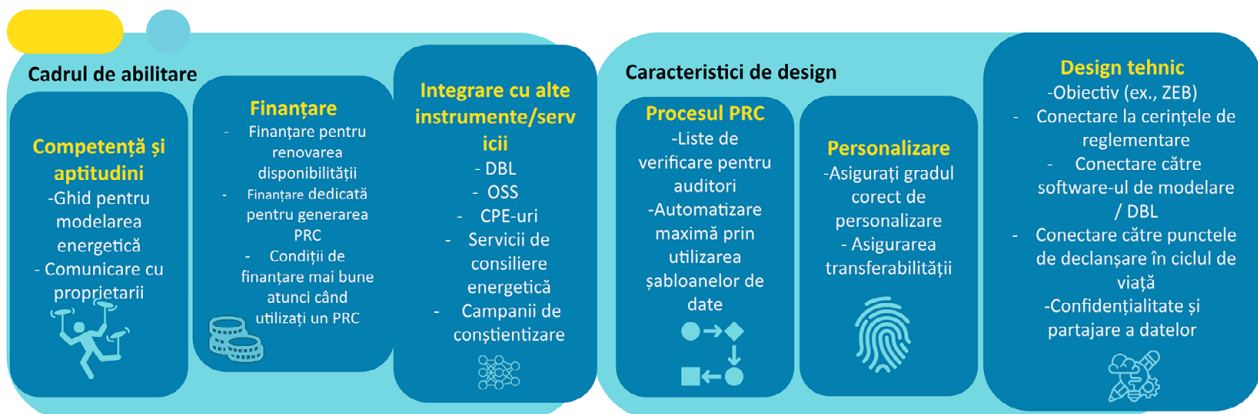 Cadrul de abilitare
Competență și
aptitudini
-Ghid pentru
modelarea
energetică
- Comunicare cu
proprietarii
Finanțare
- Finanțare pentru
renovarea
disponibilității
- Finanțare dedicată
pentru generarea
PRC
- Condiții de
finanțare mai bune
atunci când
utilizați un PRC
Integrare cu alte
instrumente/serv
icii
- DBL
- OSS
- CPE-uri
- Servicii de
consiliere
energetică
- Campanii de
conștientizare
Caracteristici de design
Procesul PRC
-Liste de
verificare pentru
auditori
-Automatizare
maximă prin
utilizarea
șabloanelor de
date
Personalizare
-Asigurați gradul
corect de
personalizare
- Asigurarea
transferabilității
Design tehnic
-Obiectiv (ex., ZEB)
- Conectare la cerințele de
reglementare
- Conectare către
software-ul de modelare
/ DBL
- Conectare către punctele
de declanșare în ciclul de
viață
-Confidențialitate și
partajare a datelor